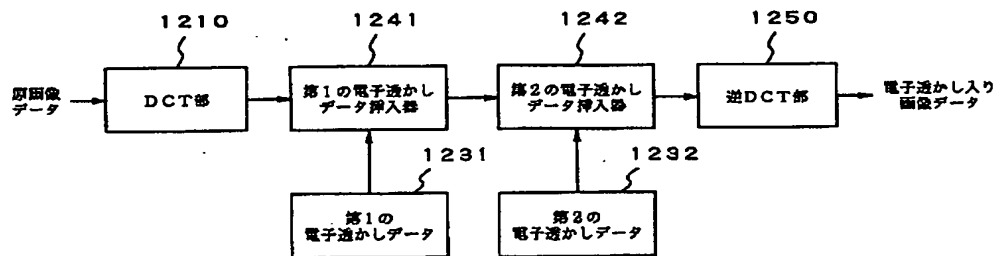 1210
1241
1242
1250
原画像
データ
DCT部
第1の電子透かし
データ挿入器
第2の電子透かし
データ挿入器
逆DCT部
電子透かし入り
画像データ
1231
1232
第1の
電子透かしデータ
第2の
電子透かしデータ